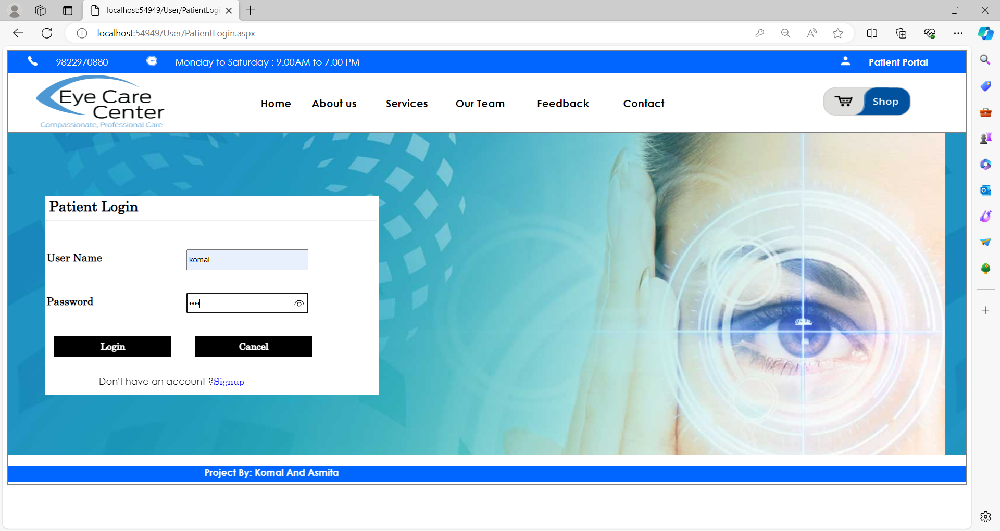 localhost:54949/User/PatientLog
localhost:54949/User/PatientLogin.aspx
9822970880 Monday to Saturday : 9.00AM to 7.00 PM Patient Portal
Eye Care
Center
Compassionate, Professional Care
Home About us Services Our Team Feedback Contact
Shop
Patient Login
User Name komal
Password ••••
Login Cancel
Don't have an account ?Signup
Project By: Komal And Asmita